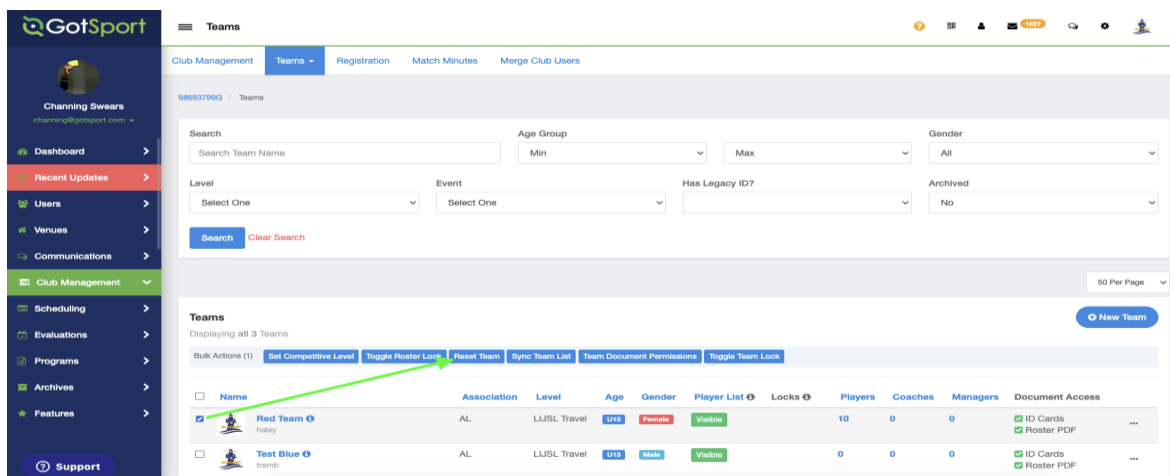 GotSport
Teams
1827
Channing Swears
channing@gotsport.com
Dashboard
Recent Updates
Users
Venues
Communications
Club Management
Scheduling
Evaluations
Programs
Archives
Features
Support
Club Management Teams Registration Match Minutes Merge Club Users
98693799G / Teams
Search Age Group Gender
Search Team Name Min Max All
Level Event Has Legacy ID? Archived
Select One Select One No
Search Clear Search
50 Per Page
Teams
New Team
Displaying all 3 Teams
Bulk Actions (1) Set Competitive Level Toggle Roster Lock Reset Team Sync Team List Team Document Permissions Toggle Team Lock
Name Association Level Age Gender Player List Locks Players Coaches Managers Document Access
Red Team AL LIJSL Travel U13 Female Visible 10 0 0 ID Cards
haley Roster PDF
Test Blue AL LIJSL Travel U13 Male Visible 0 0 0 ID Cards
tramb Roster PDF